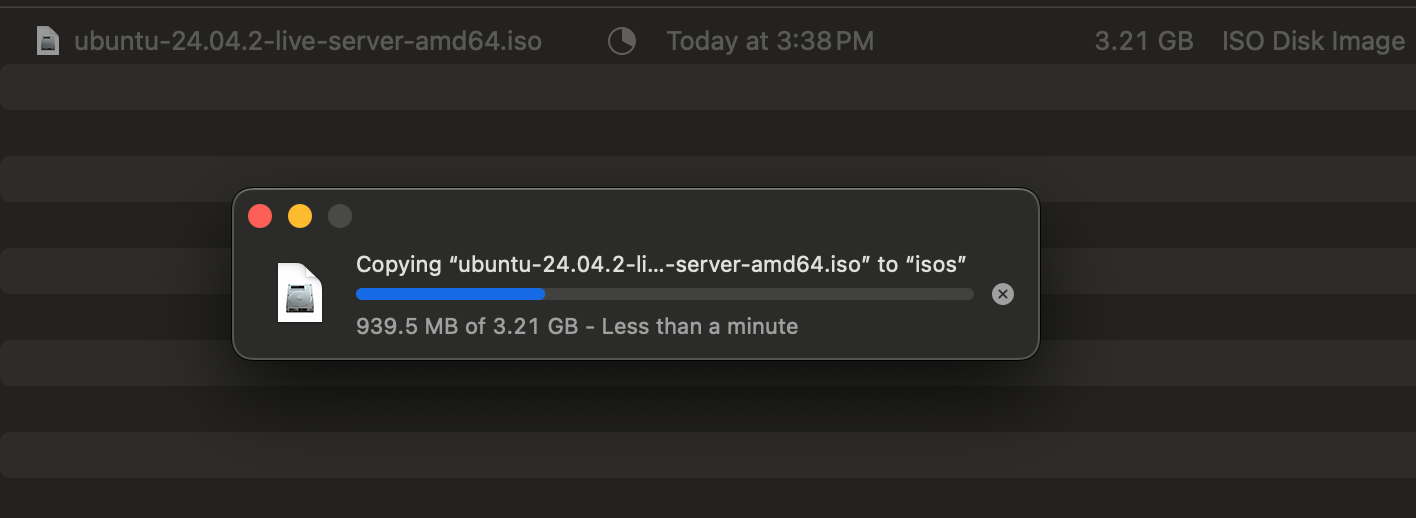 ubuntu-24.04.2-live-server-amd64.iso Today at 3:38 PM 3.21 GB ISO Disk Image
Copying “ubuntu-24.04.2-li...-server-amd64.iso” to “isos”
939.5 MB of 3.21 GB - Less than a minute